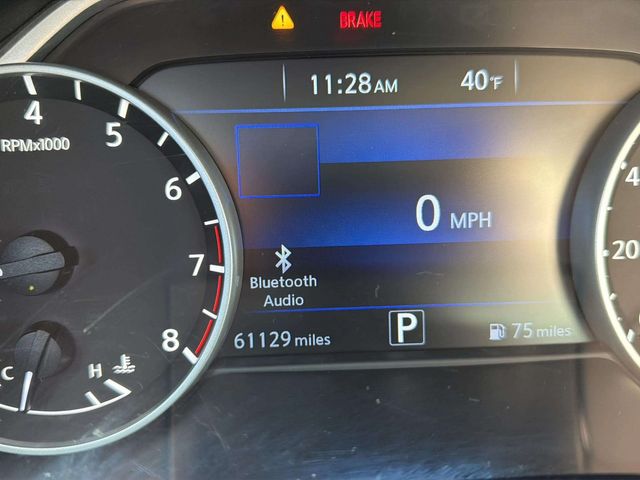 BRAKE
11:28AM 40°F
4
5
RPMx1000
6
0 MPH
7
Bluetooth
Audio
8
61129 miles P 75 miles
C H
20